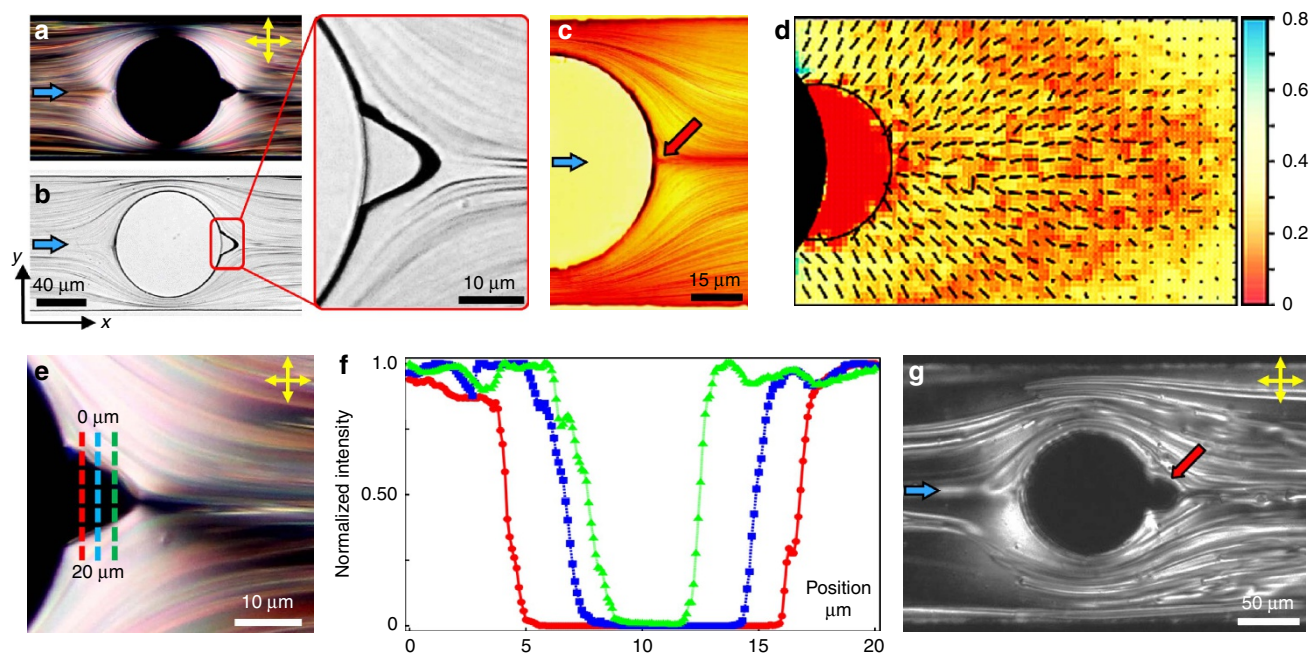 a
b
y
x
40 μm
10 μm
c
15 μm
d
0.8
0.6
0.4
0.2
0
e
0 μm
20 μm
10 μm
f
Normalized intensity
1.0
0.50
0
0
5
10
15
20
Position
μm
g
50 μm